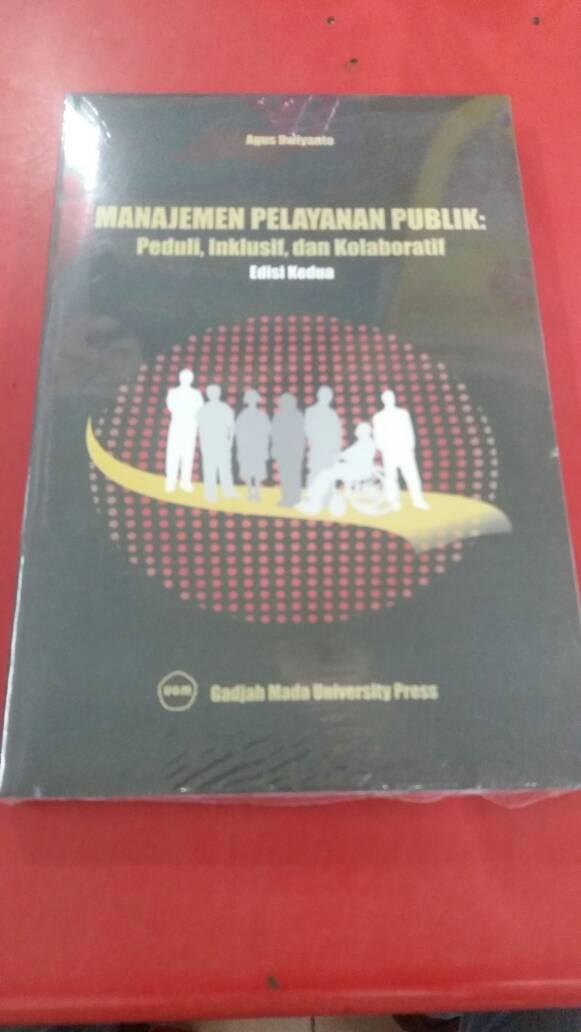 Agus Dwiyanto
MANAJEMEN PELAYANAN PUBLIK:
Peduli, Inklusif, dan Kolaboratif
Edisi Kedua
UGM
Gadjah Mada University Press